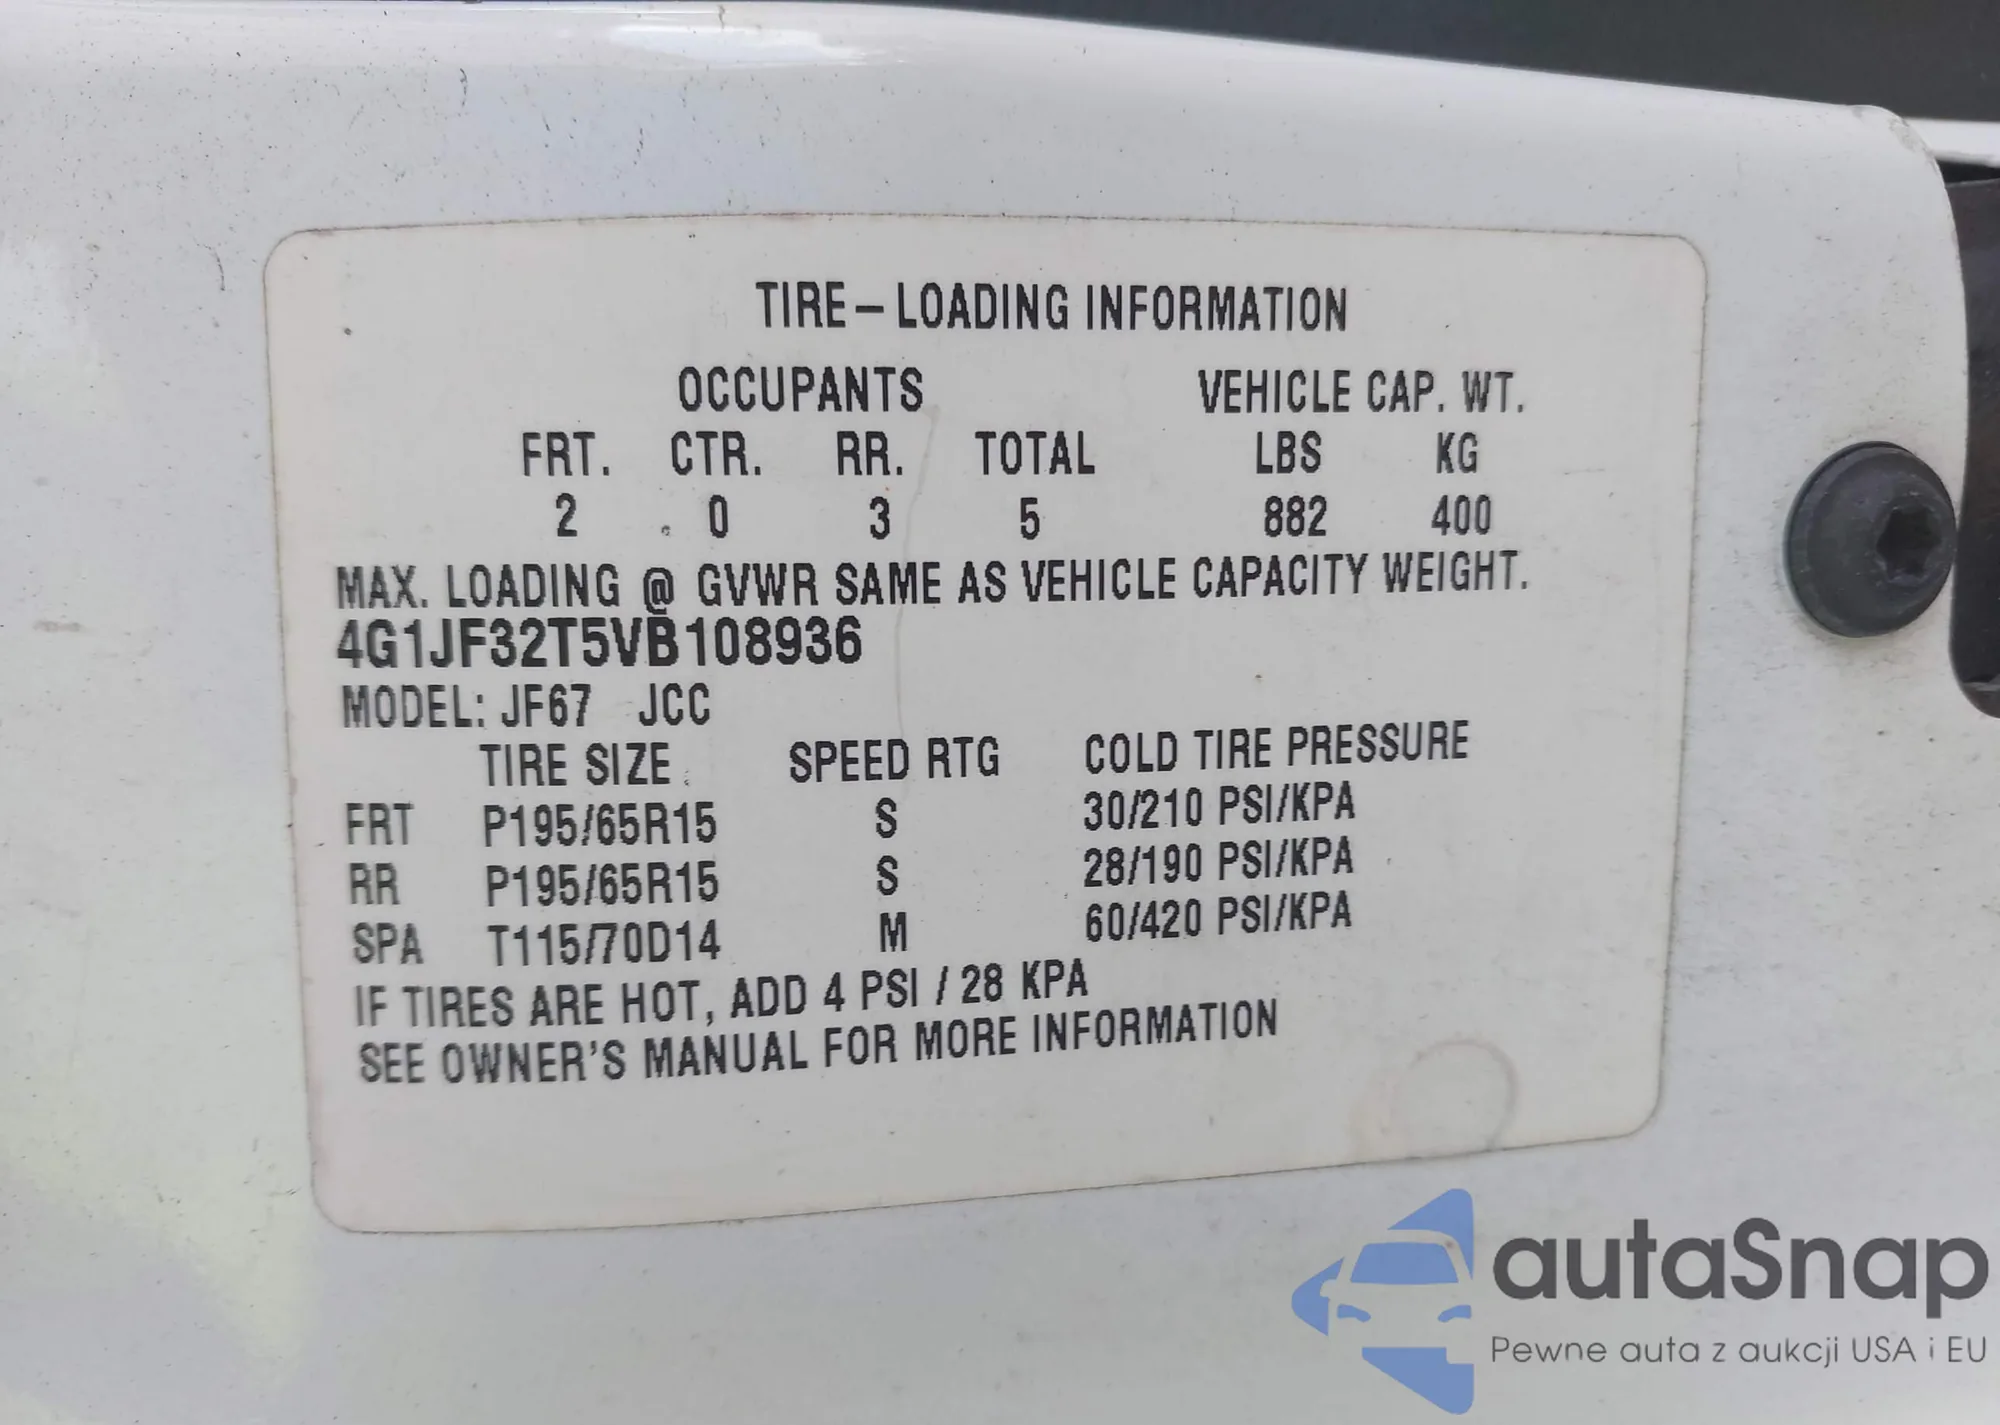 TIRE – LOADING INFORMATION
OCCUPANTS VEHICLE CAP. WT.
FRT. CTR. RR. TOTAL LBS KG
2 0 3 5 882 400
MAX. LOADING @ GVWR SAME AS VEHICLE CAPACITY WEIGHT.
4G1JF32T5VB108936
MODEL: JF67 JCC
TIRE SIZE SPEED RTG COLD TIRE PRESSURE
FRT P195/65R15 S 30/210 PSI/KPA
RR P195/65R15 S 28/190 PSI/KPA
SPA T115/70D14 M 60/420 PSI/KPA
IF TIRES ARE HOT, ADD 4 PSI / 28 KPA
SEE OWNER'S MANUAL FOR MORE INFORMATION
autaSnap
Pewne auta z aukcji USA i EU